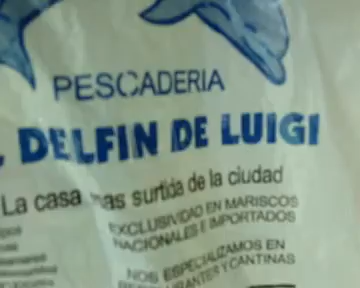 PESCADERIA
DELFIN DE LUIGI
La casa mas surtida de la ciudad
EXCLUSIVIDAD EN MARISCOS
NACIONALES E IMPORTADOS
NOS ESPECIALIZAMOS EN
RESTAURANTES Y CANTINAS